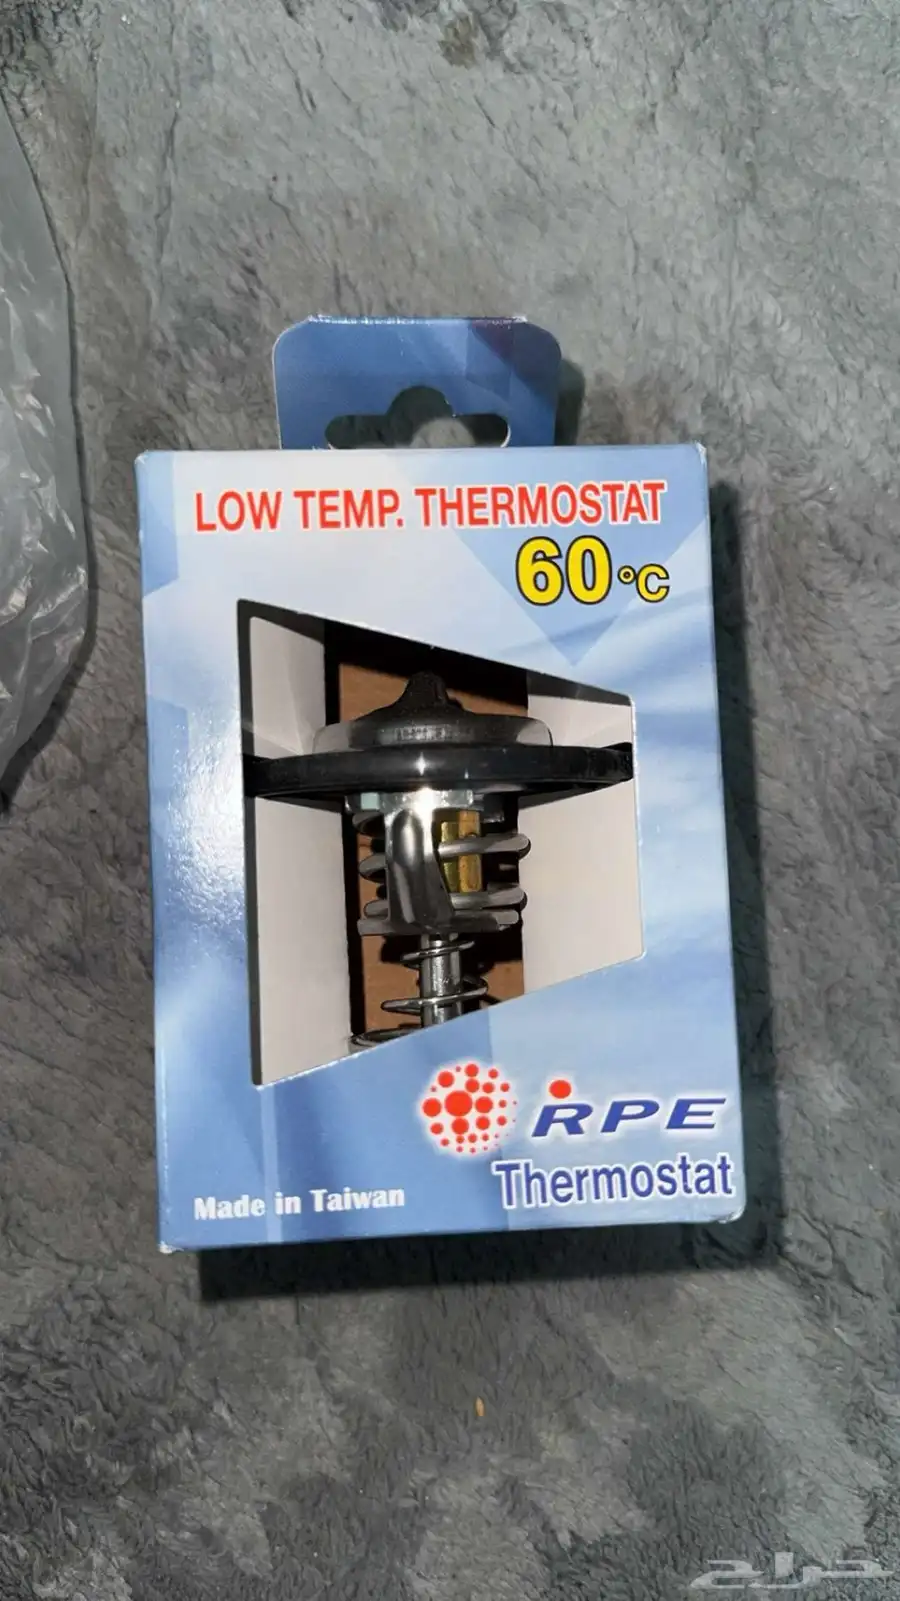 LOW TEMP. THERMOSTAT
60°C
RPE
Thermostat
Made in Taiwan
حراج